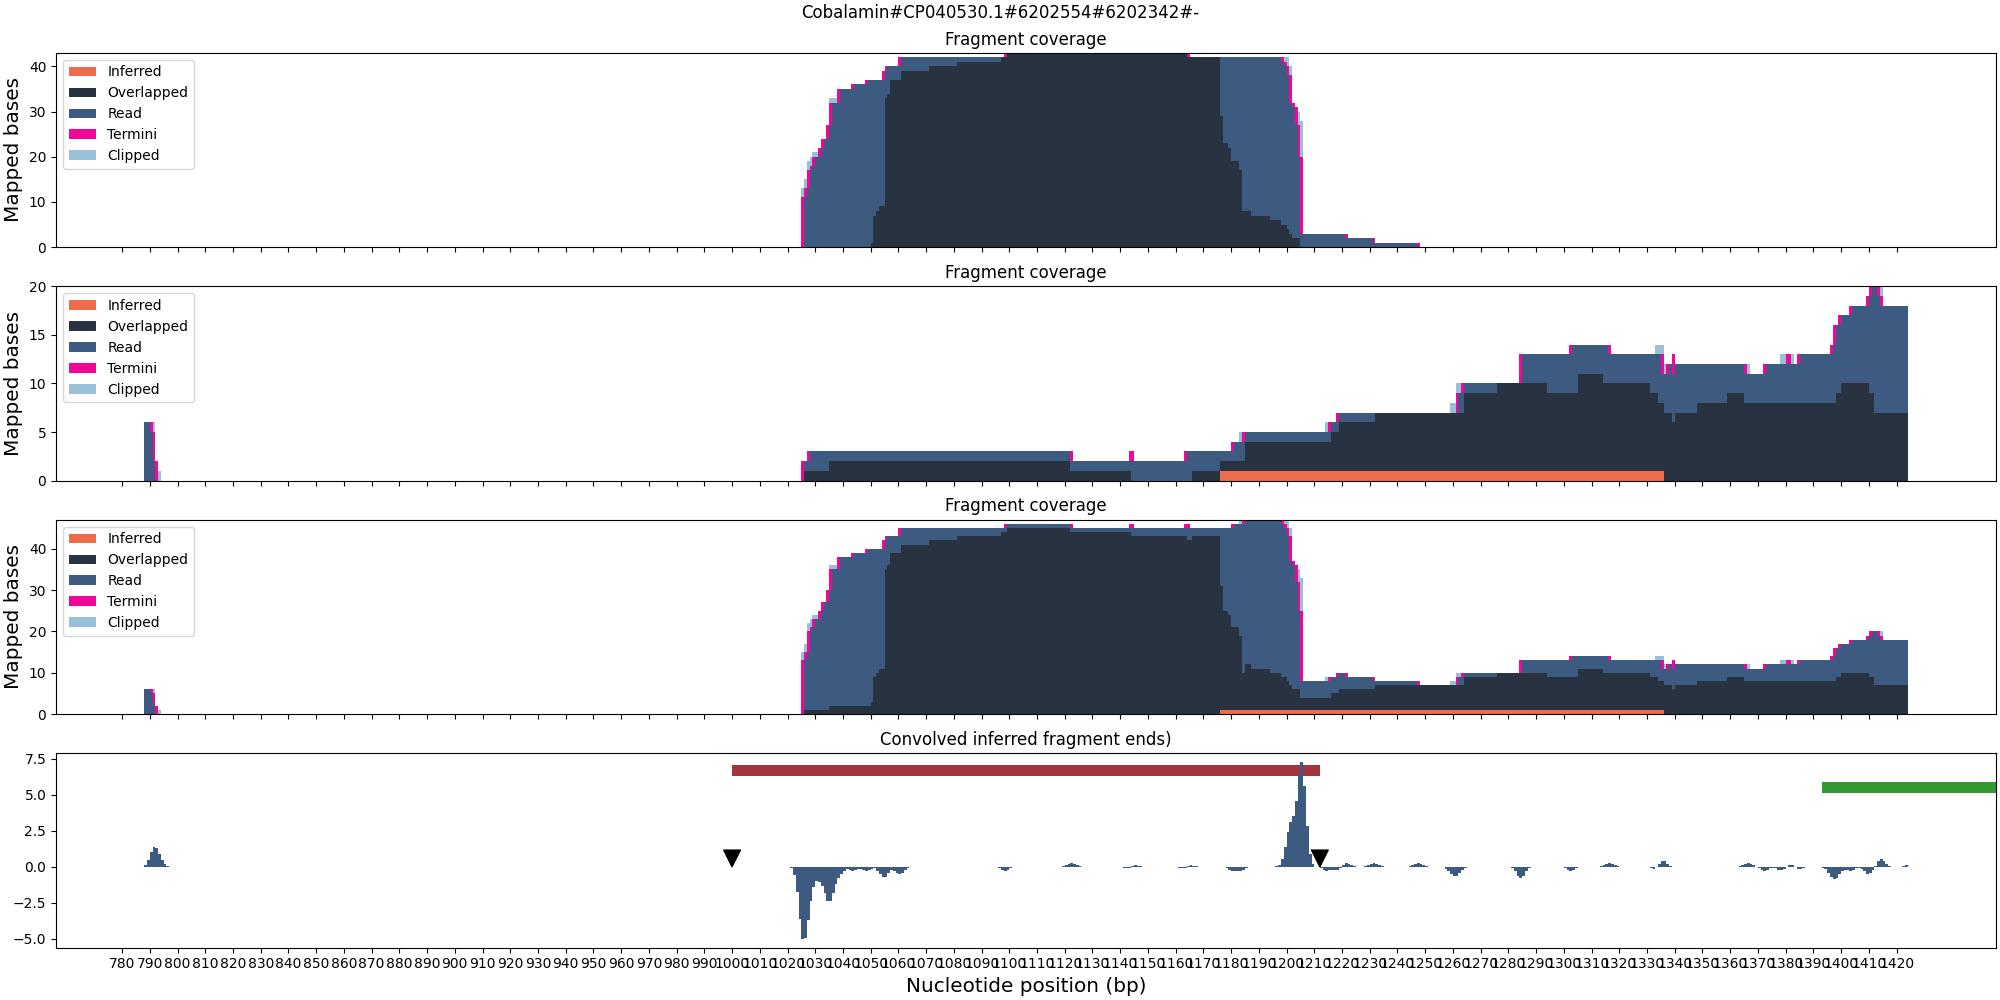 Cobalamin#CP040530.1#6202554#6202342#-
Fragment coverage
Mapped bases
40
30
20
10
0
Inferred
Overlapped
Read
Termini
Clipped
Fragment coverage
Mapped bases
20
15
10
5
0
Inferred
Overlapped
Read
Termini
Clipped
Fragment coverage
Mapped bases
40
30
20
10
0
Inferred
Overlapped
Read
Termini
Clipped
Convolved inferred fragment ends)
7.5
5.0
2.5
0.0
−2.5
−5.0
780 790 800 810 820 830 840 850 860 870 880 890 900 910 920 930 940 950 960 970 980 990 1000 1010 1020 1030 1040 1050 1060 1070 1080 1090 1100 1110 1120 1130 1140 1150 1160 1170 1180 1190 1200 1210 1220 1230 1240 1250 1260 1270 1280 1290 1300 1310 1320 1330 1340 1350 1360 1370 1380 1390 1400 1410 1420
Nucleotide position (bp)